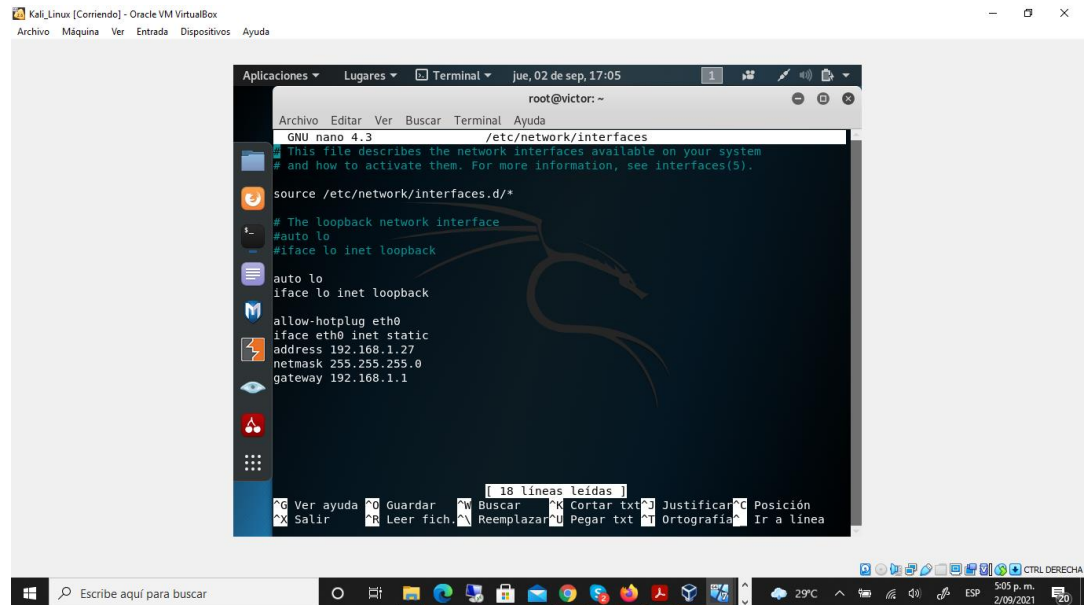 Kali_Linux [Corriendo] - Oracle VM VirtualBox
Archivo Máquina Ver Entrada Dispositivos Ayuda
Aplicaciones Lugares Terminal jue, 02 de sep, 17:05 1
root@victor: ~
Archivo Editar Ver Buscar Terminal Ayuda
GNU nano 4.3 /etc/network/interfaces
# This file describes the network interfaces available on your system
# and how to activate them. For more information, see interfaces(5).
source /etc/network/interfaces.d/*
# The loopback network interface
#auto lo
#iface lo inet loopback
auto lo
iface lo inet loopback
allow-hotplug eth0
iface eth0 inet static
address 192.168.1.27
netmask 255.255.255.0
gateway 192.168.1.1
[ 18 líneas leídas ]
^G Ver ayuda ^O Guardar ^W Buscar ^K Cortar txt ^J Justificar ^C Posición
^X Salir ^R Leer fich. ^\ Reemplazar ^U Pegar txt ^T Ortografía ^_ Ir a línea
CTRL DERECHA
Escribe aquí para buscar
29°C
ESP
5:05 p. m.
2/09/2021
20